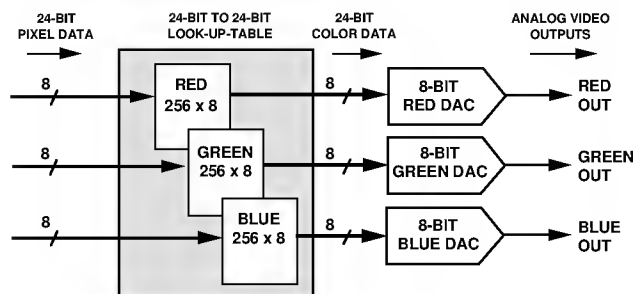 24-BIT
PIXEL DATA
24-BIT TO 24-BIT
LOOK-UP-TABLE
24-BIT
COLOR DATA
ANALOG VIDEO
OUTPUTS
8
RED
256 x 8
8
8-BIT
RED DAC
RED
OUT
8
GREEN
256 x 8
8
8-BIT
GREEN DAC
GREEN
OUT
8
BLUE
256 x 8
8
8-BIT
BLUE DAC
BLUE
OUT